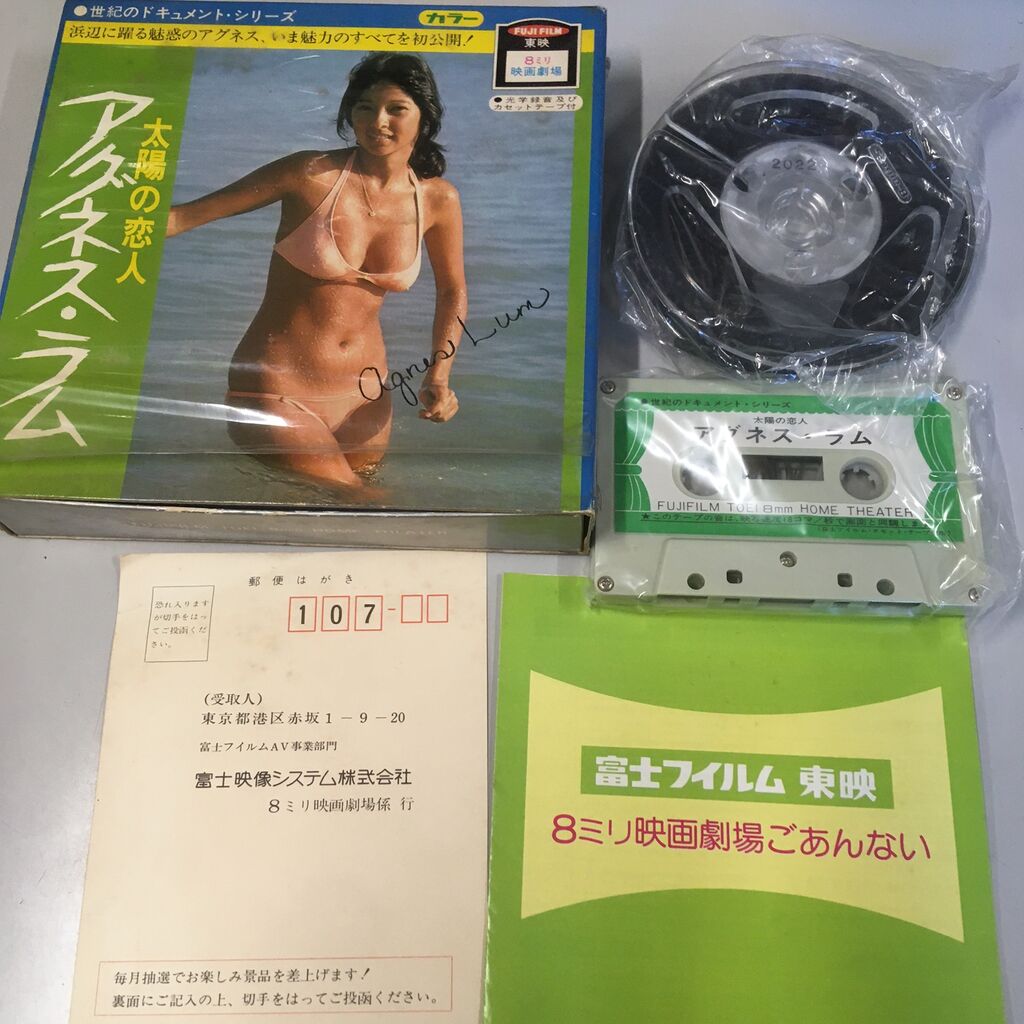 ●世紀のドキュメント・シリーズ
カラー
浜辺に躍る魅惑のアグネス、いま魅力のすべてを初公開!
FUJI FILM
東映
8ミリ
映画劇場
●光学録音及び
カセットテープ付
太陽の恋人
アグネス・ラム
Agnes Lum
2022
●世紀のドキュメント・シリーズ
太陽の恋人
アグネス・ラム
FUJIFILM TOEI 8mm HOME THEATER
郵便はがき
恐れ入ります
が切手をはっ
てご投函くだ
さい。
107-
(受取人)
東京都港区赤坂1-9-20
富士フイルムAV事業部門
富士映像システム株式会社
8ミリ映画劇場係 行
毎月抽選でお楽しみ景品を差上げます!
裏面にご記入の上、切手をはってご投函ください。
富士フイルム 東映
8ミリ映画劇場ごあんない